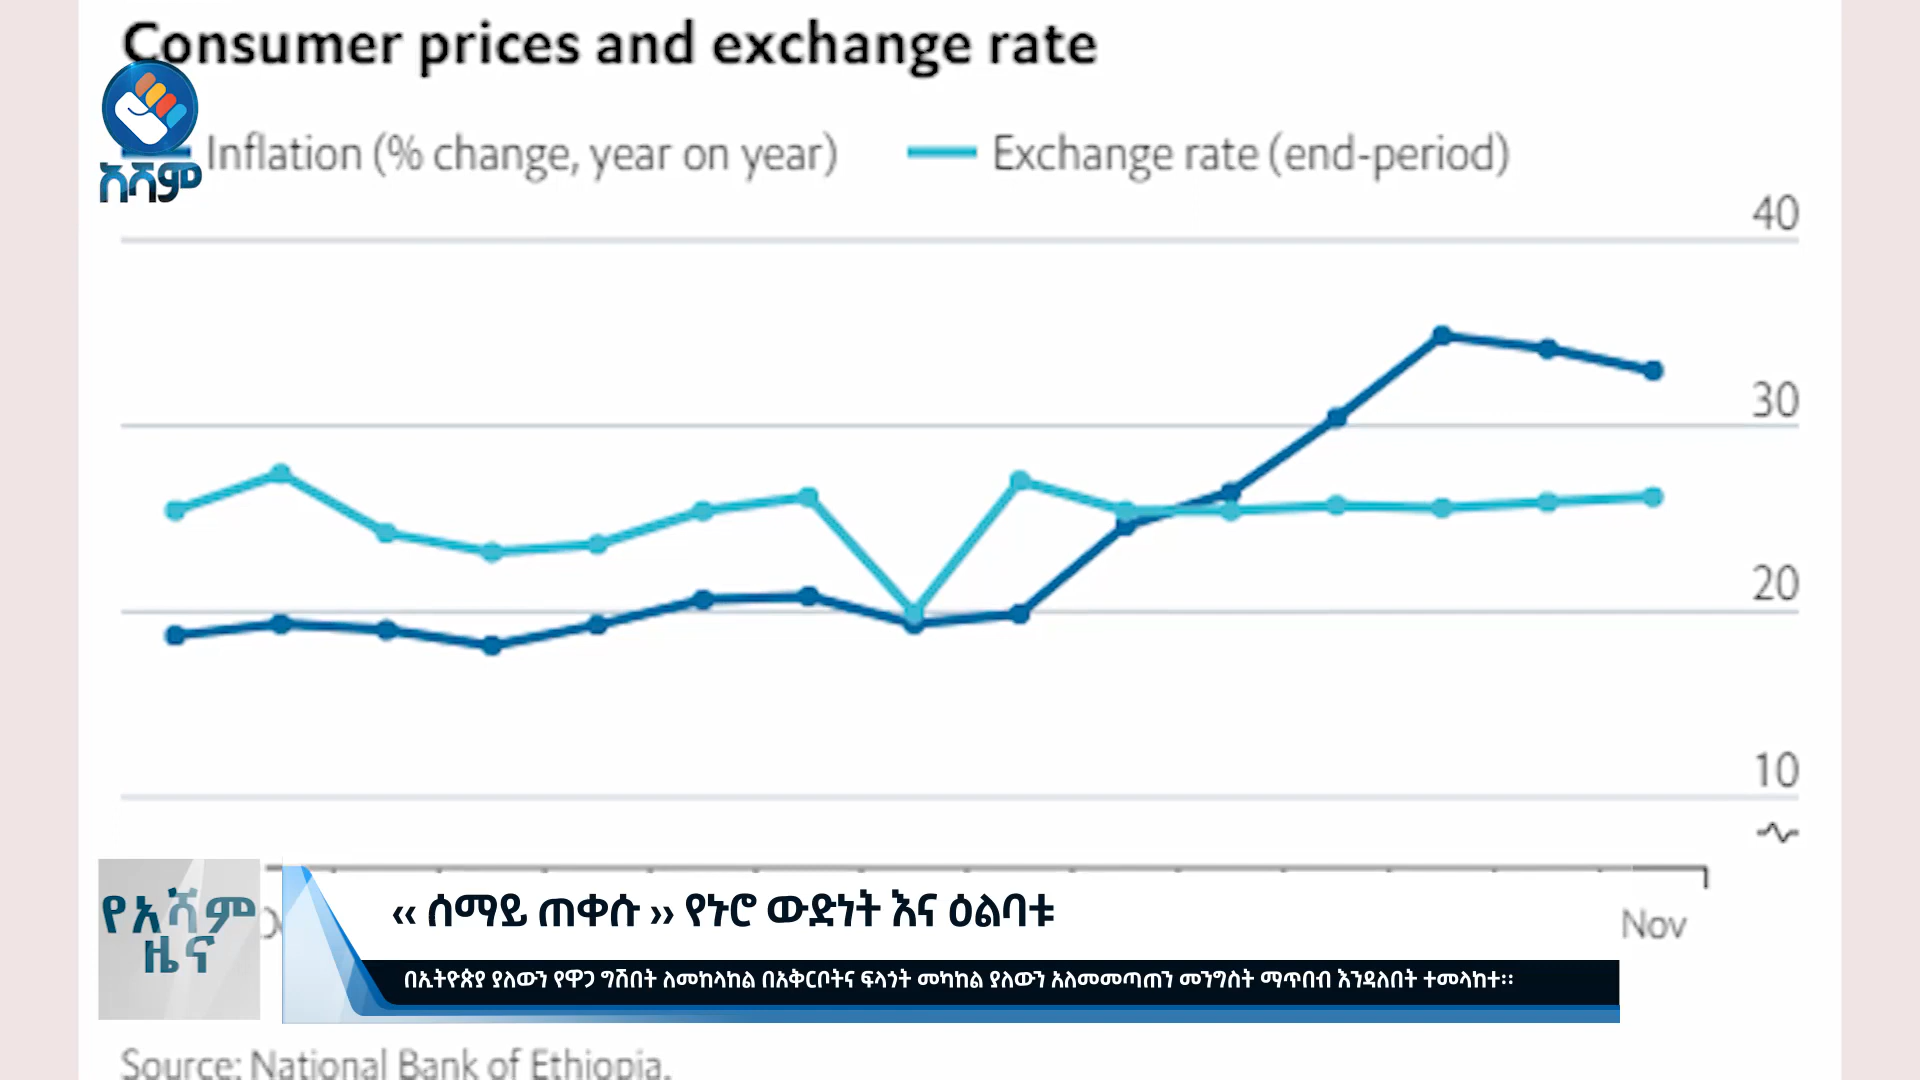 Consumer prices and exchange rate
አሻም
Inflation (% change, year on year)
Exchange rate (end-period)
40
30
20
10
Nov
የአሻም
ዜና
‹‹ ሰማይ ጠቀሱ ›› የኑሮ ውድነት እና ዕልባቱ
በኢትዮጵያ ያለውን የዋጋ ግሽበት ለመከላከል በአቅርቦትና ፍላጎት መካከል ያለውን አለመመጣጠን መንግስት ማጥበብ እንዳለበት ተመላከተ፡፡
Source: National Bank of Ethiopia.